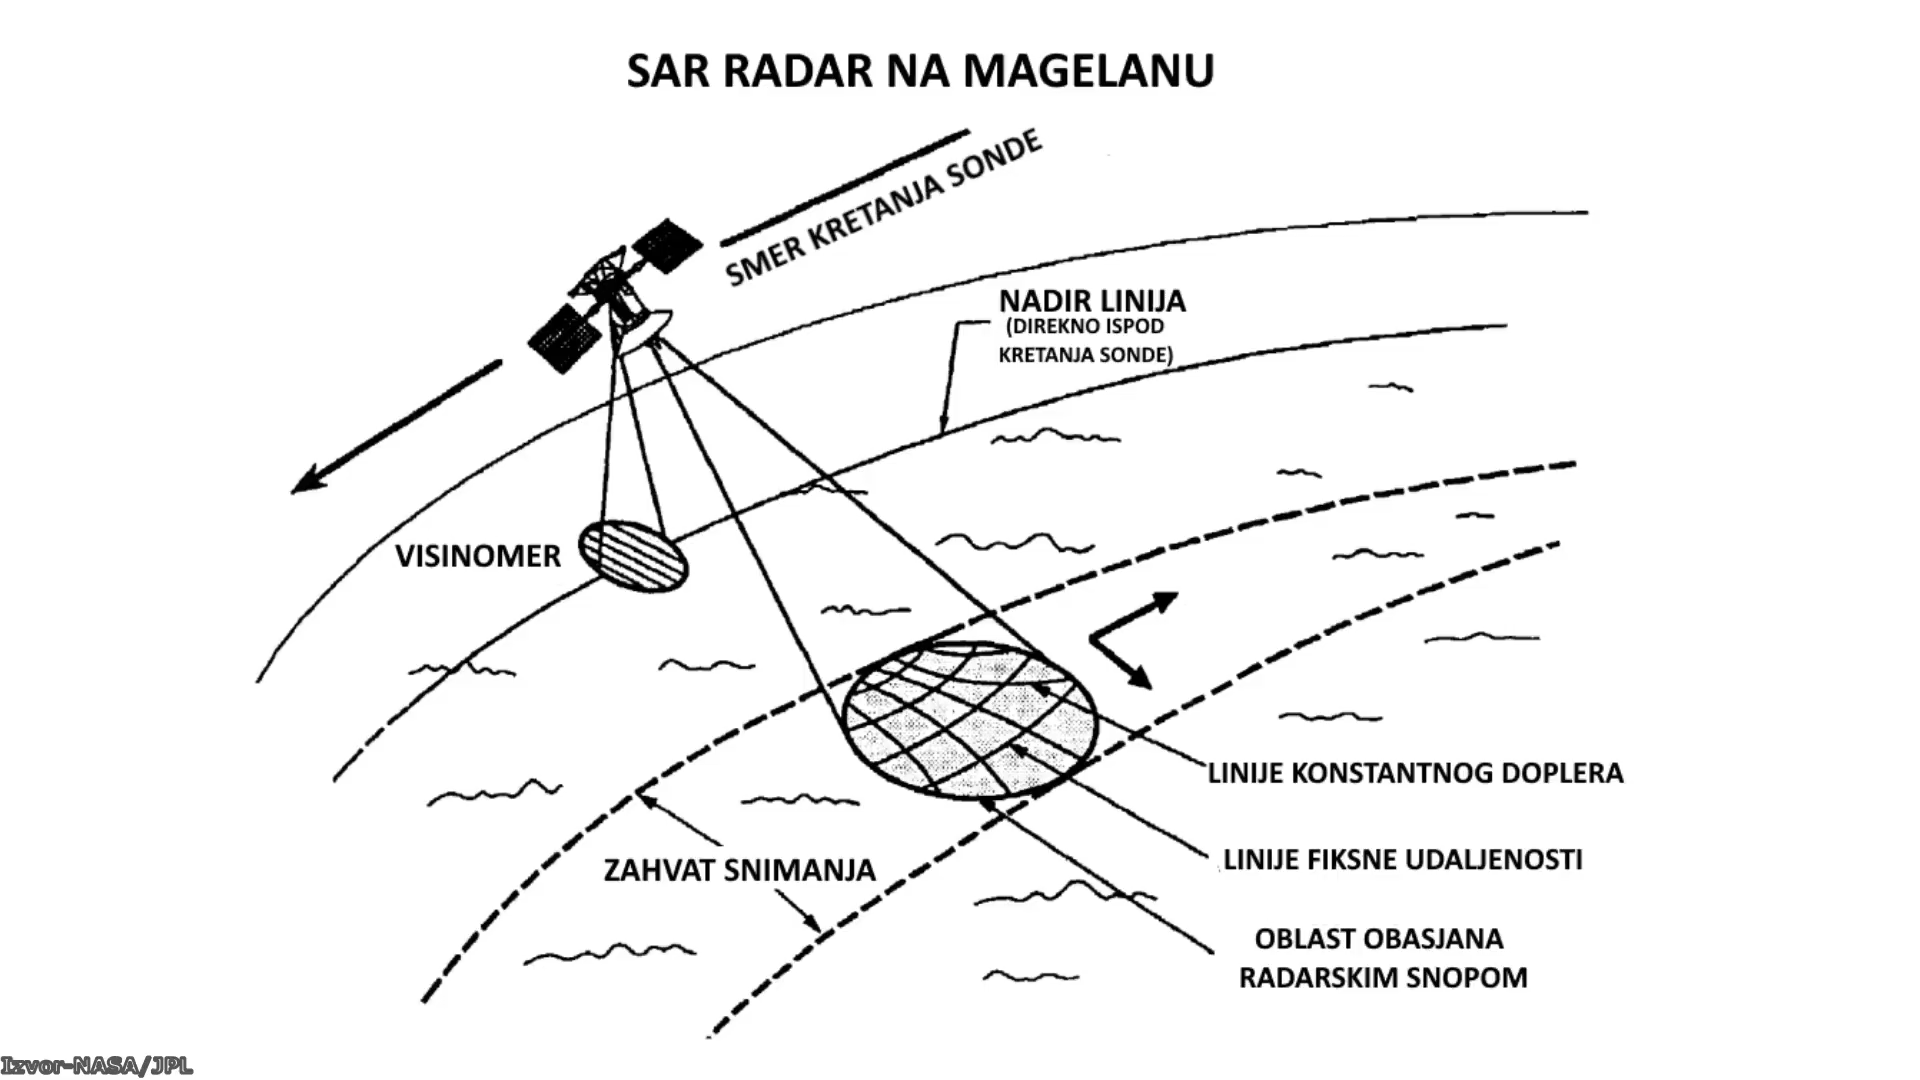 SAR RADAR NA MAGELANU
SMER KRETANJA SONDE
NADIR LINIJA
(DIREKNO ISPOD
KRETANJA SONDE)
VISINOMER
LINIJE KONSTANTNOG DOPLERA
LINIJE FIKSNE UDALJENOSTI
ZAHVAT SNIMANJA
OBLAST OBASJANA
RADARSKIM SNOPOM
Izvor-NASA/JPL